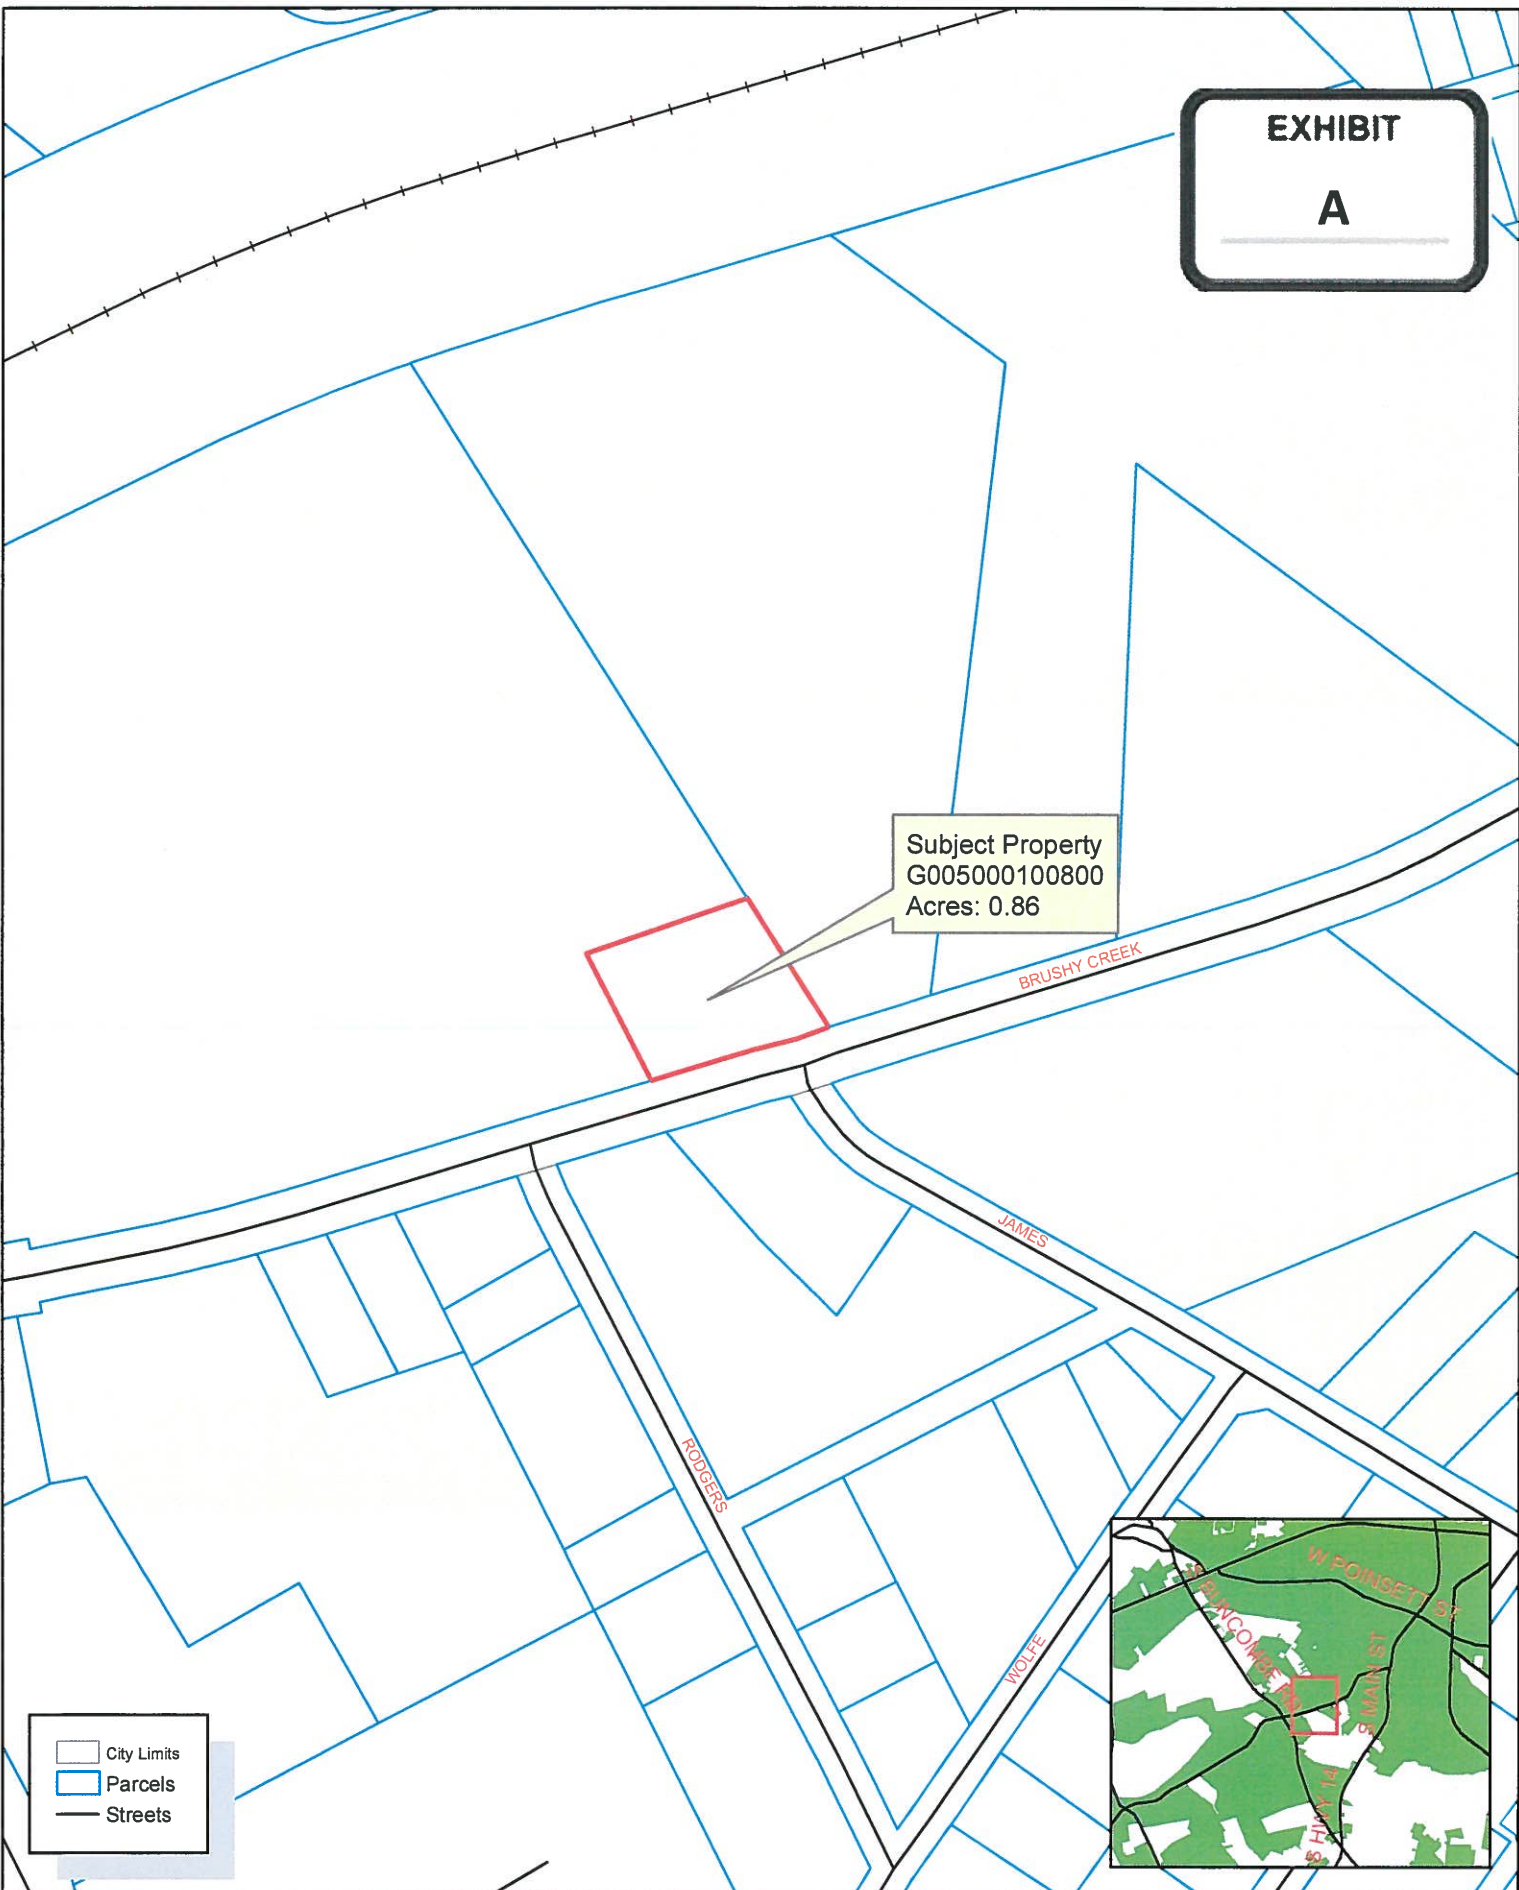 EXHIBIT
A
Subject Property
G005000100800
Acres: 0.86
BRUSHY CREEK
JAMES
RODGERS
WOLFE
W POINSETT ST
S BUNCOMBE RD
S MAIN ST
S HWY 14
City Limits
Parcels
Streets